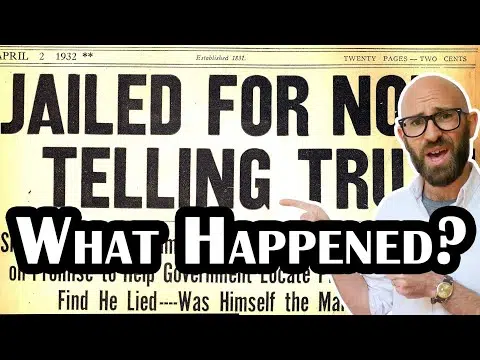 APRIL 2 1932 **
Established 1831.
TWENTY PAGES—TWO CENTS
JAILED FOR NO
TELLING TRU
What Happened?
on Promise to Help Government Locate
Find He Lied----Was Himself the